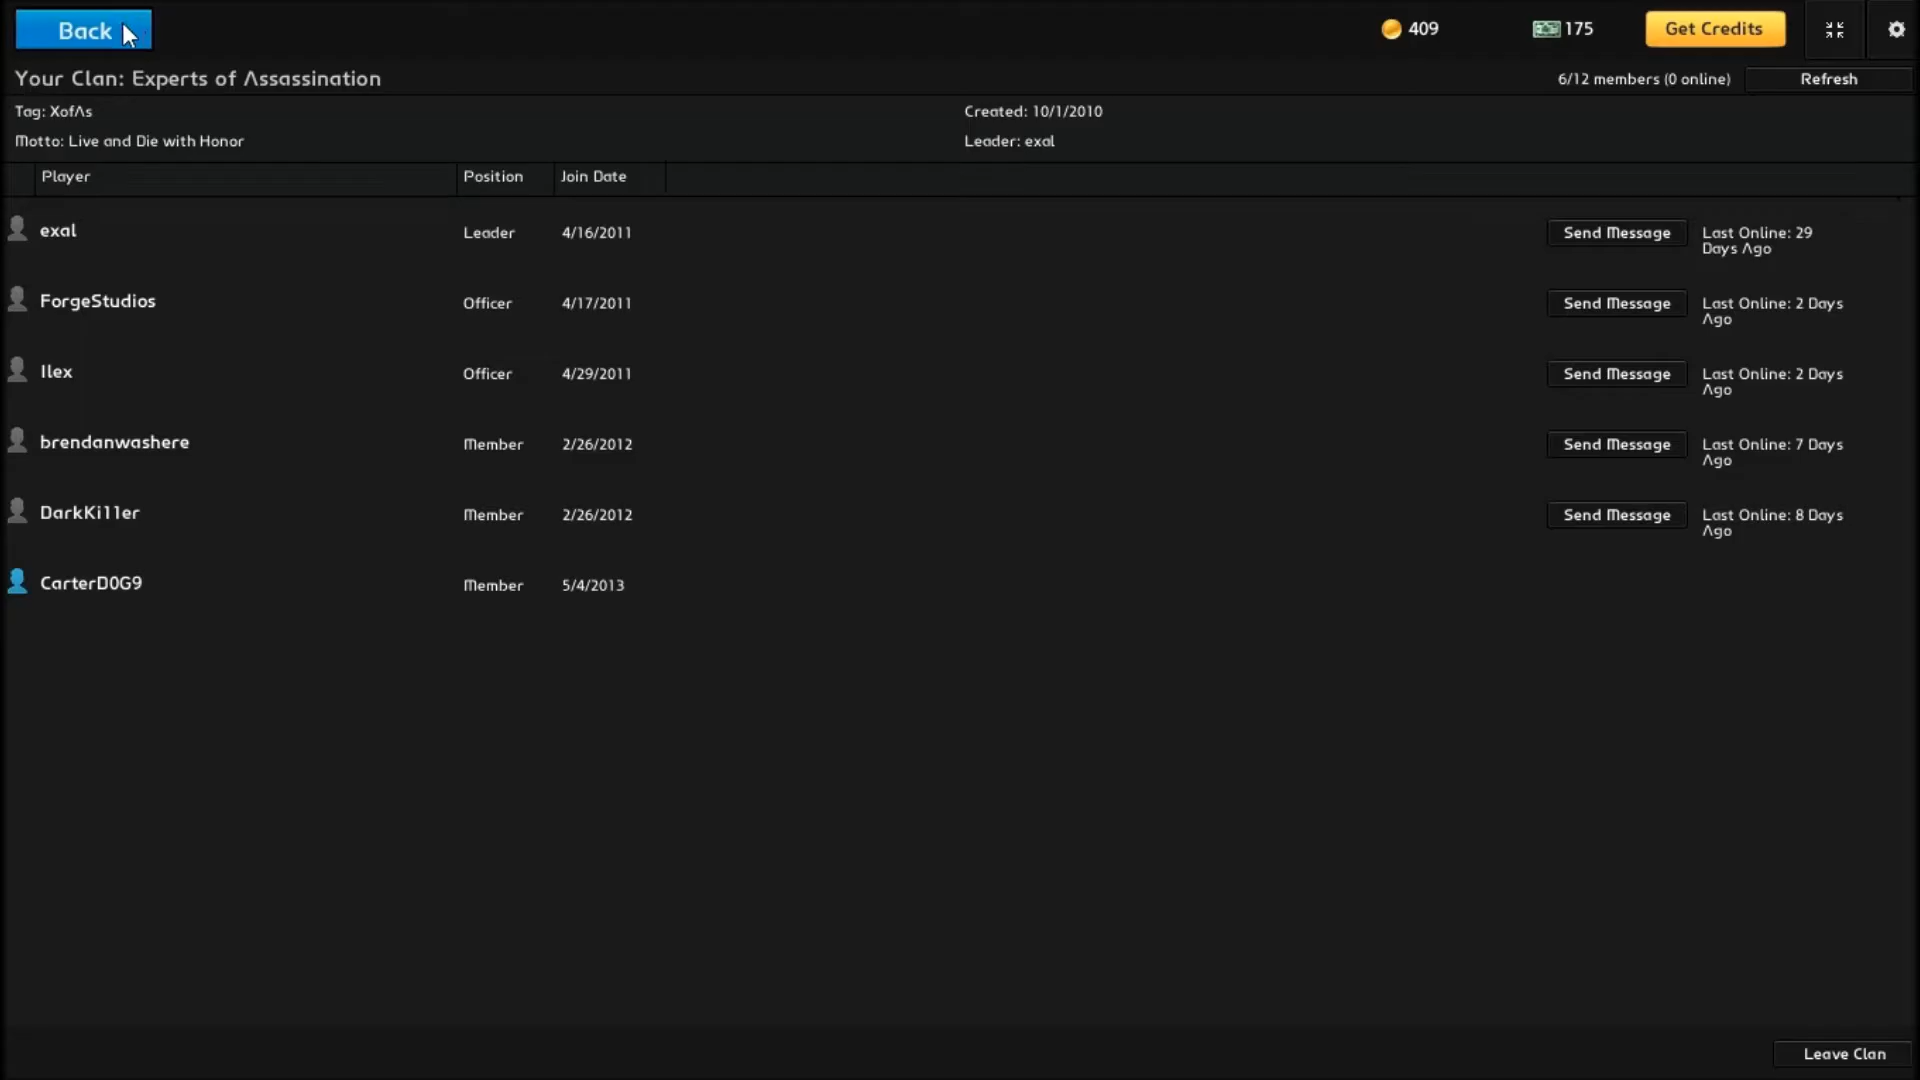 Back
409
175
Get Credits
Your Clan: Experts of Assassination
6/12 members (0 online)
Refresh
Tag: XofAs
Created: 10/1/2010
Motto: Live and Die with Honor
Leader: exal
Player
Position
Join Date
exal
Leader
4/16/2011
Send Message
Last Online: 29
Days Ago
ForgeStudios
Officer
4/17/2011
Send Message
Last Online: 2 Days
Ago
Ilex
Officer
4/29/2011
Send Message
Last Online: 2 Days
Ago
brendanwashere
Member
2/26/2012
Send Message
Last Online: 7 Days
Ago
DarkKi11er
Member
2/26/2012
Send Message
Last Online: 8 Days
Ago
CarterD0G9
Member
5/4/2013
Leave Clan